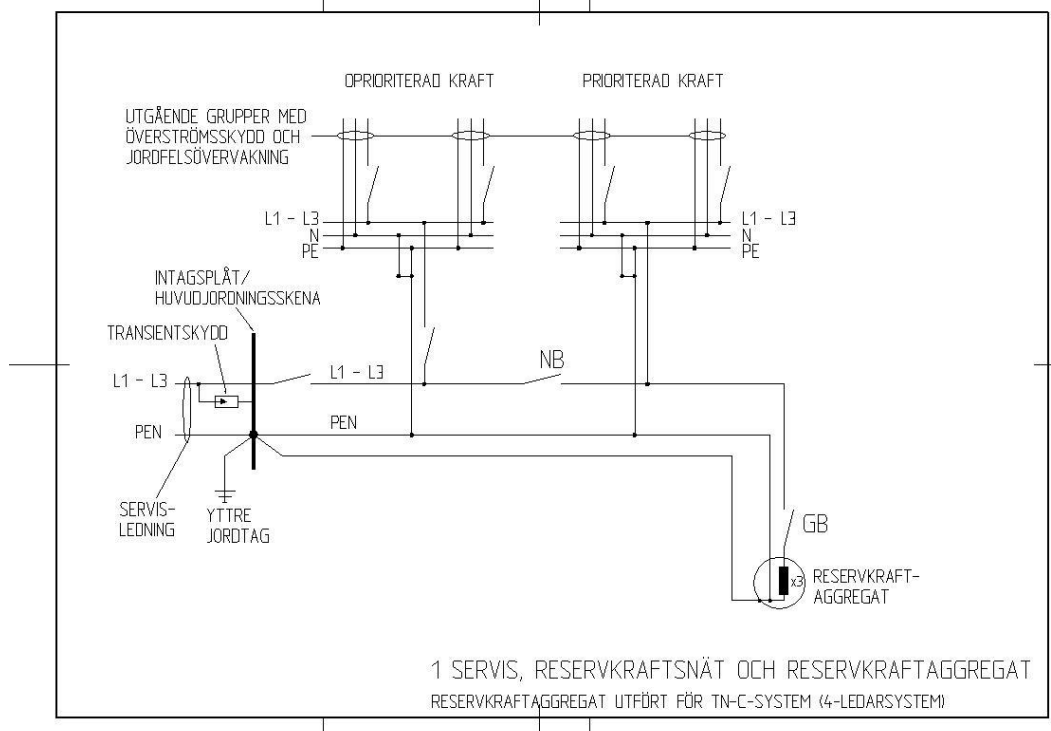 OPRIORITERAD KRAFT
PRIORITERAD KRAFT
UTGÅENDE GRUPPER MED
ÖVERSTRÖMSSKYDD OCH
JORDFELSÖVERVAKNING
L1 - L3
N
PE
L1 - L3
N
PE
INTAGSPLÅT/
HUVUDJORDNINGSSKENA
TRANSIENTSKYDD
L1 - L3
L1 - L3
NB
PEN
PEN
SERVIS-
LEDNING
YTTRE
JORDTAG
GB
x3
RESERVKRAFT-
AGGREGAT
1 SERVIS, RESERVKRAFTSNÄT OCH RESERVKRAFTAGGREGAT
RESERVKRAFTAGGREGAT UTFÖRT FÖR TN-C-SYSTEM (4-LEDARSYSTEM)